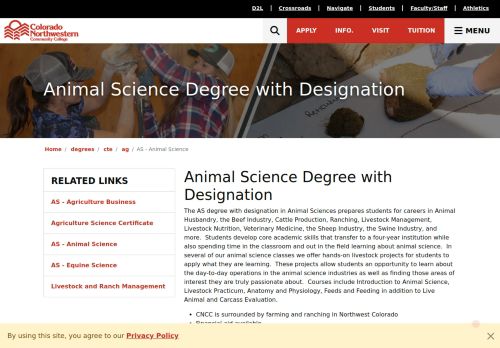 D2L | Crossroads | Navigate | Students | Faculty/Staff | Athletics
Colorado
Northwestern
Community College
APPLY INFO. VISIT TUITION MENU
Animal Science Degree with Designation
Home / degrees / cte / ag / AS - Animal Science
RELATED LINKS
AS - Agriculture Business
Agriculture Science Certificate
AS - Animal Science
AS - Equine Science
Livestock and Ranch Management
Animal Science Degree with
Designation
The AS degree with designation in Animal Sciences prepares students for careers in Animal
Husbandry, the Beef Industry, Cattle Production, Ranching, Livestock Management,
Livestock Nutrition, Veterinary Medicine, the Sheep Industry, the Swine Industry, and
more. Students develop core academic skills that transfer to a four-year institution while
also spending time in the classroom and out in the field learning about animal science. In
several of our animal science classes we offer hands-on livestock projects for students to
apply what they are learning. These projects allow students an opportunity to learn about
the day-to-day operations in the animal science industries as well as finding those areas of
interest they are truly passionate about. Courses include Introduction to Animal Science,
Livestock Practicum, Anatomy and Physiology, Feeds and Feeding in addition to Live
Animal and Carcass Evaluation.
• CNCC is surrounded by farming and ranching in Northwest Colorado
By using this site, you agree to our Privacy Policy
×